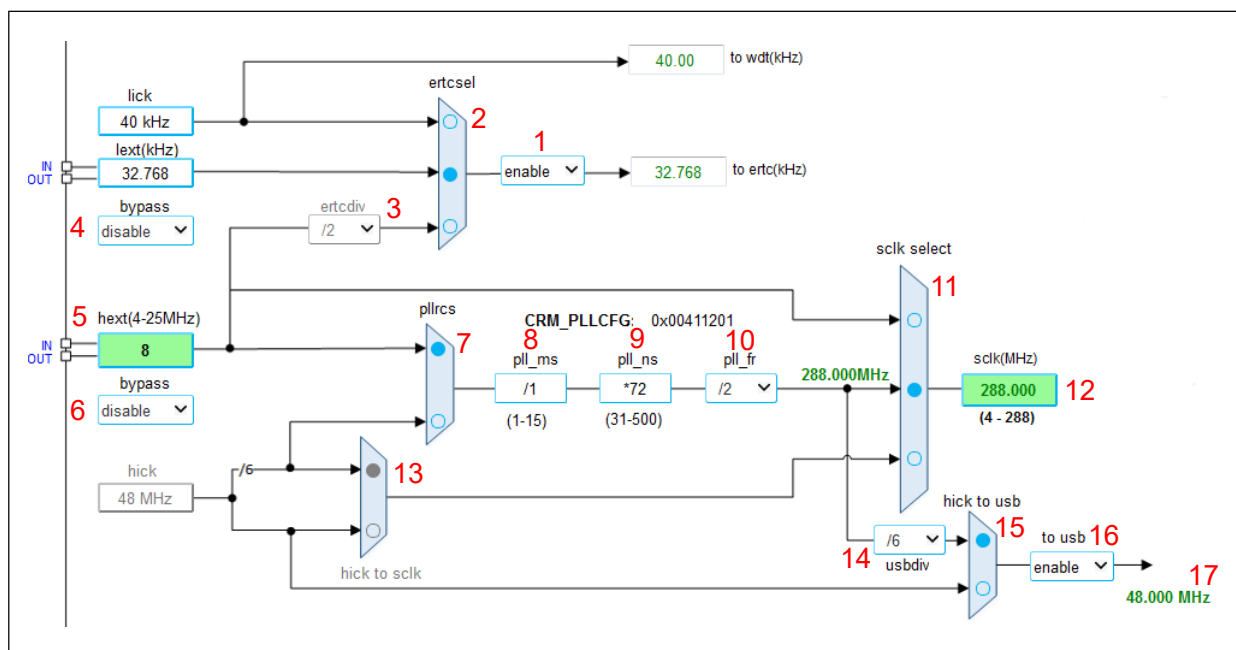 40.00 to wdt(kHz)
ertcsel
lick
2
40 kHz
1
lext(kHz)
IN
OUT
32.768
enable
32.768 to ertc(kHz)
bypass
4 disable
ertcdiv 3
/2
sclk select
11
5 hext(4-25MHz)
pllrcs
7
CRM_PLLCFG: 0x00411201
8 9 10
IN
OUT
8
pll_ms pll_ns pll_fr
sclk(MHz)
/1 *72 /2 288.000MHz
288.000 12
bypass
6 disable
(1-15) (31-500)
(4 - 288)
hick
/6 13
48 MHz
hick to usb
15 to usb 16
14 /6
usbdiv
enable
17
hick to sclk
48.000 MHz